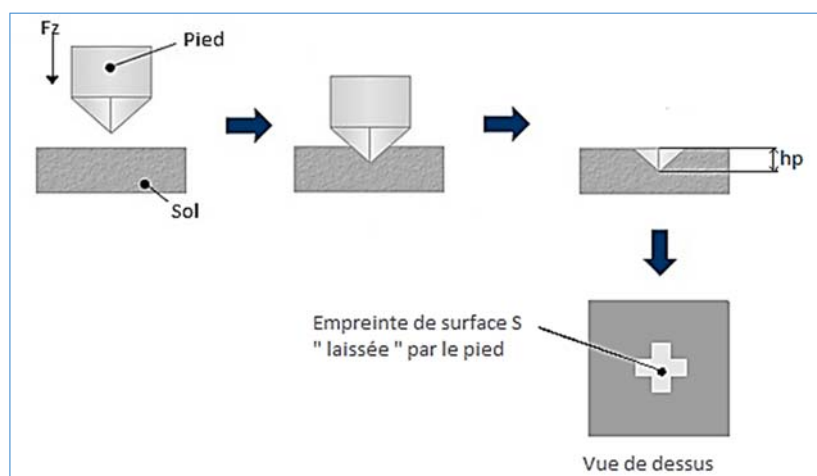 Fz
Pied
Sol
hp
Empreinte de surface S
" laissée " par le pied
Vue de dessus